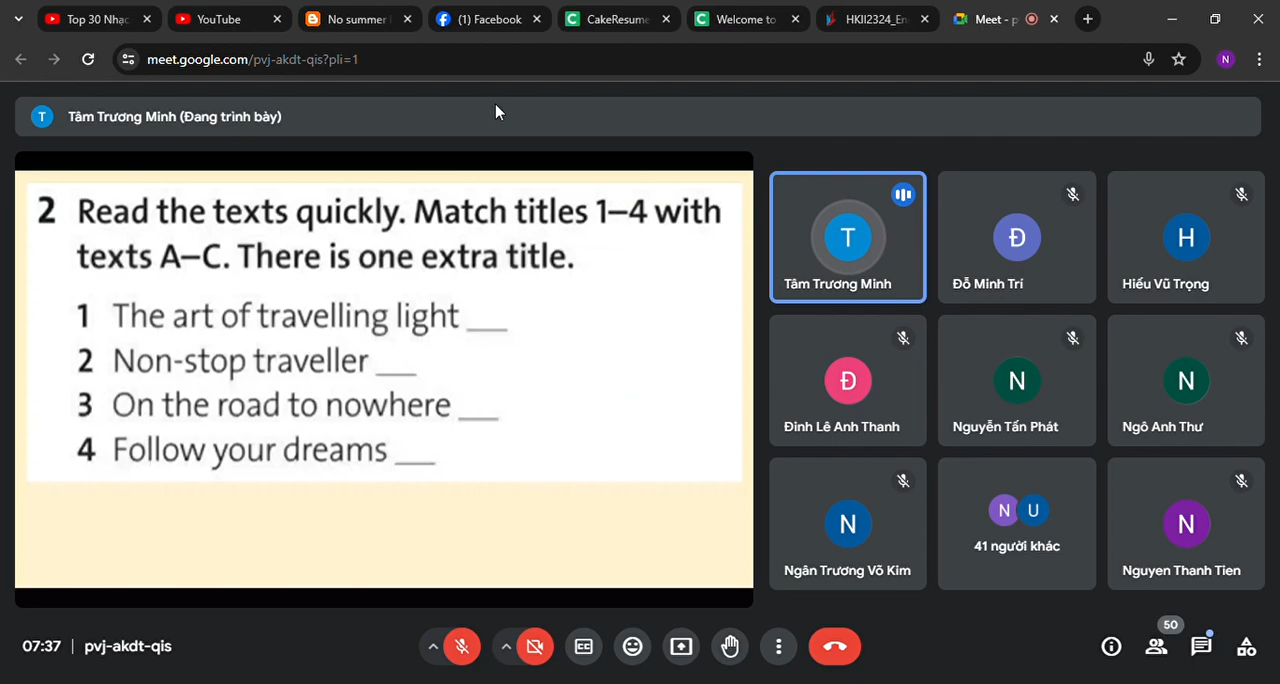 Top 30 Nhạc
YouTube
No summer
(1) Facebook
CakeResume
Welcome to
HKII2324_En
Meet - p
meet.google.com/pvj-akdt-qis?pli=1
N
T
Tâm Trương Minh (Đang trình bày)
2 Read the texts quickly. Match titles 1–4 with
texts A–C. There is one extra title.
1 The art of travelling light ___
2 Non-stop traveller ___
3 On the road to nowhere ___
4 Follow your dreams ___
T
Tâm Trương Minh
Đ
Đỗ Minh Trí
H
Hiếu Vũ Trọng
Đ
Đinh Lê Anh Thanh
N
Nguyễn Tấn Phát
N
Ngô Anh Thư
N
Ngân Trương Võ Kim
N U
41 người khác
N
Nguyen Thanh Tien
07:37 | pvj-akdt-qis
CC
50